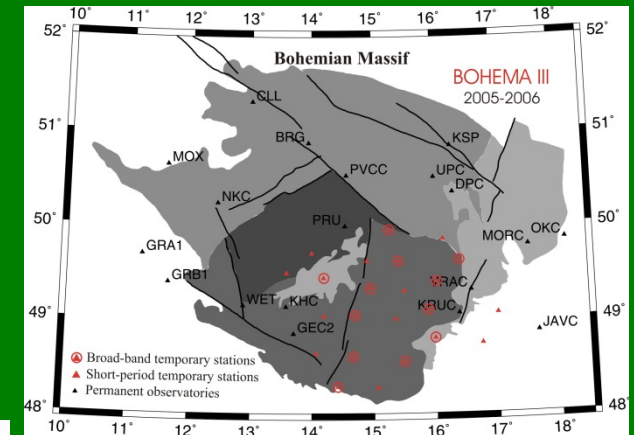 10° 11° 12° 13° 14° 15° 16° 17° 18°
52° 52°
Bohemian Massif
BOHEMA III
2005-2006
CLL
51° 51°
BRG
KSP
MOX
PVCC
UPC
DPC
NKC
50° 50°
PRU
MORC
OKC
GRA1
GRB1
VRAC
WET
KHC
KRUC
49° 49°
GEC2
JAVC
Broad-band temporary stations
Short-period temporary stations
Permanent observatories
48° 48°
10° 11° 12° 13° 14° 15° 16° 17° 18°